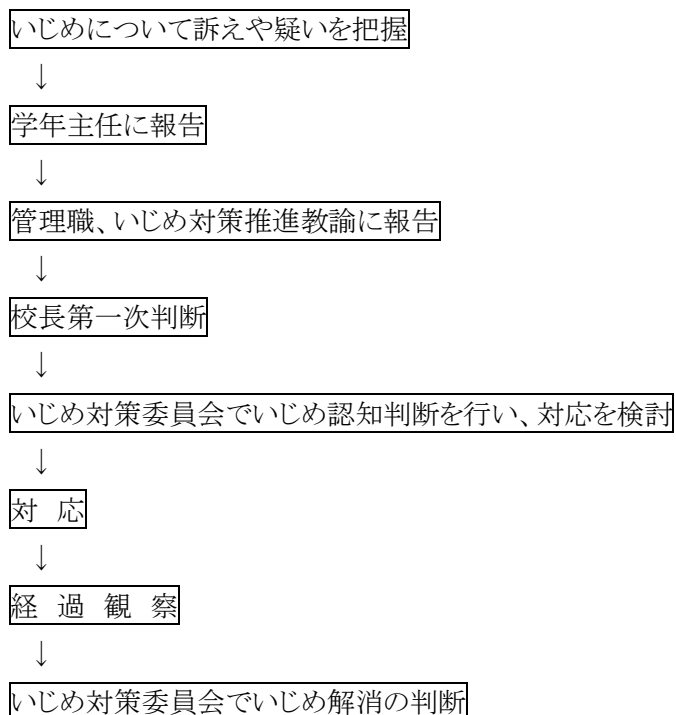 いじめについて訴えや疑いを把握
↓
学年主任に報告
↓
管理職、いじめ対策推進教諭に報告
↓
校長第一次判断
↓
いじめ対策委員会でいじめ認知判断を行い、対応を検討
↓
対　応
↓
経　過　観　察
↓
いじめ対策委員会でいじめ解消の判断